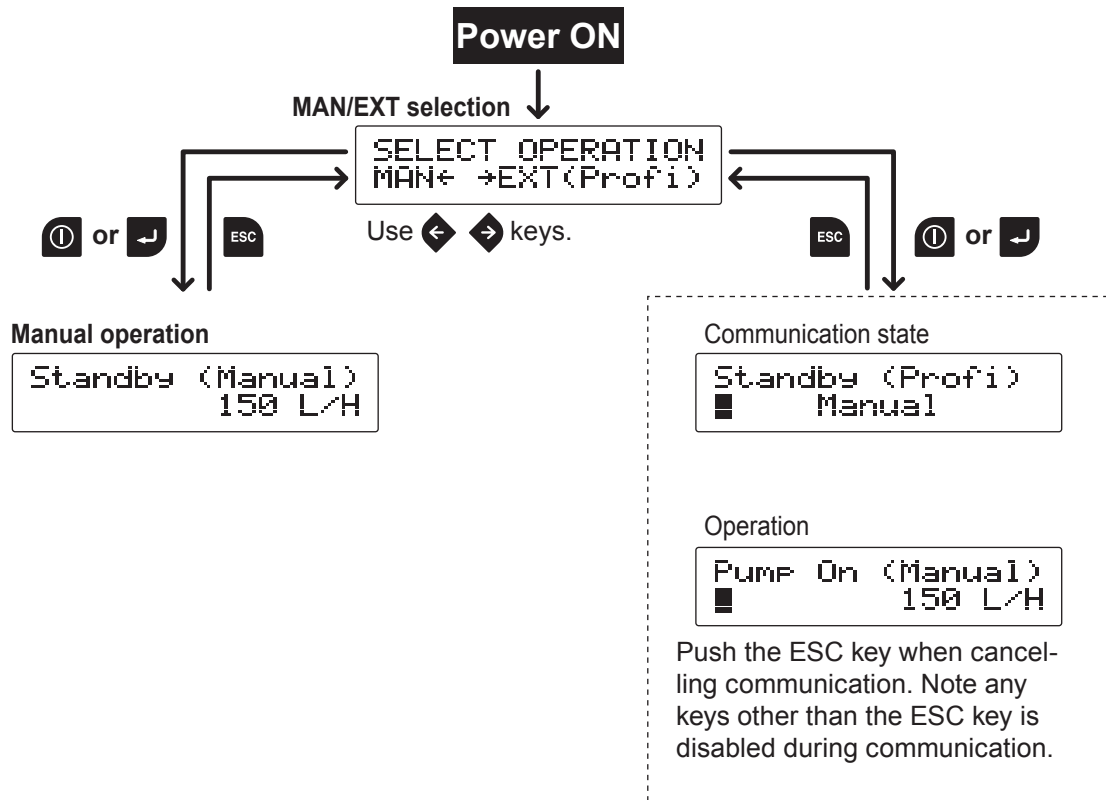 Power ON
MAN/EXT selection
SELECT OPERATION
MAN← →EXT(Profi)
Use ← → keys.
or
ESC
ESC
or
Manual operation
Standby (Manual)
150 L/H
Communication state
Standby (Profi)
Manual
Operation
Pump On (Manual)
150 L/H
Push the ESC key when cancel-
ling communication. Note any
keys other than the ESC key is
disabled during communication.